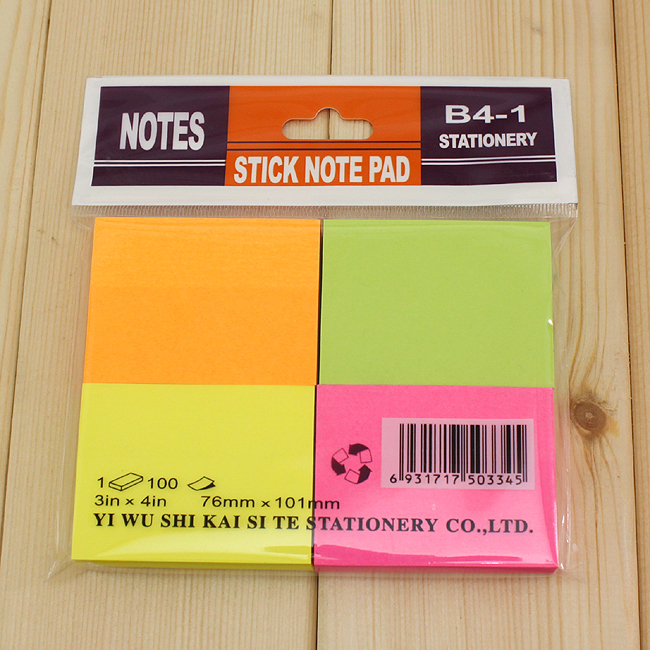 NOTES
STICK NOTE PAD
B4-1
STATIONERY
6 931717 503345
1 100
3in × 4in 76mm × 101mm
YI WU SHI KAI SI TE STATIONERY CO.,LTD.